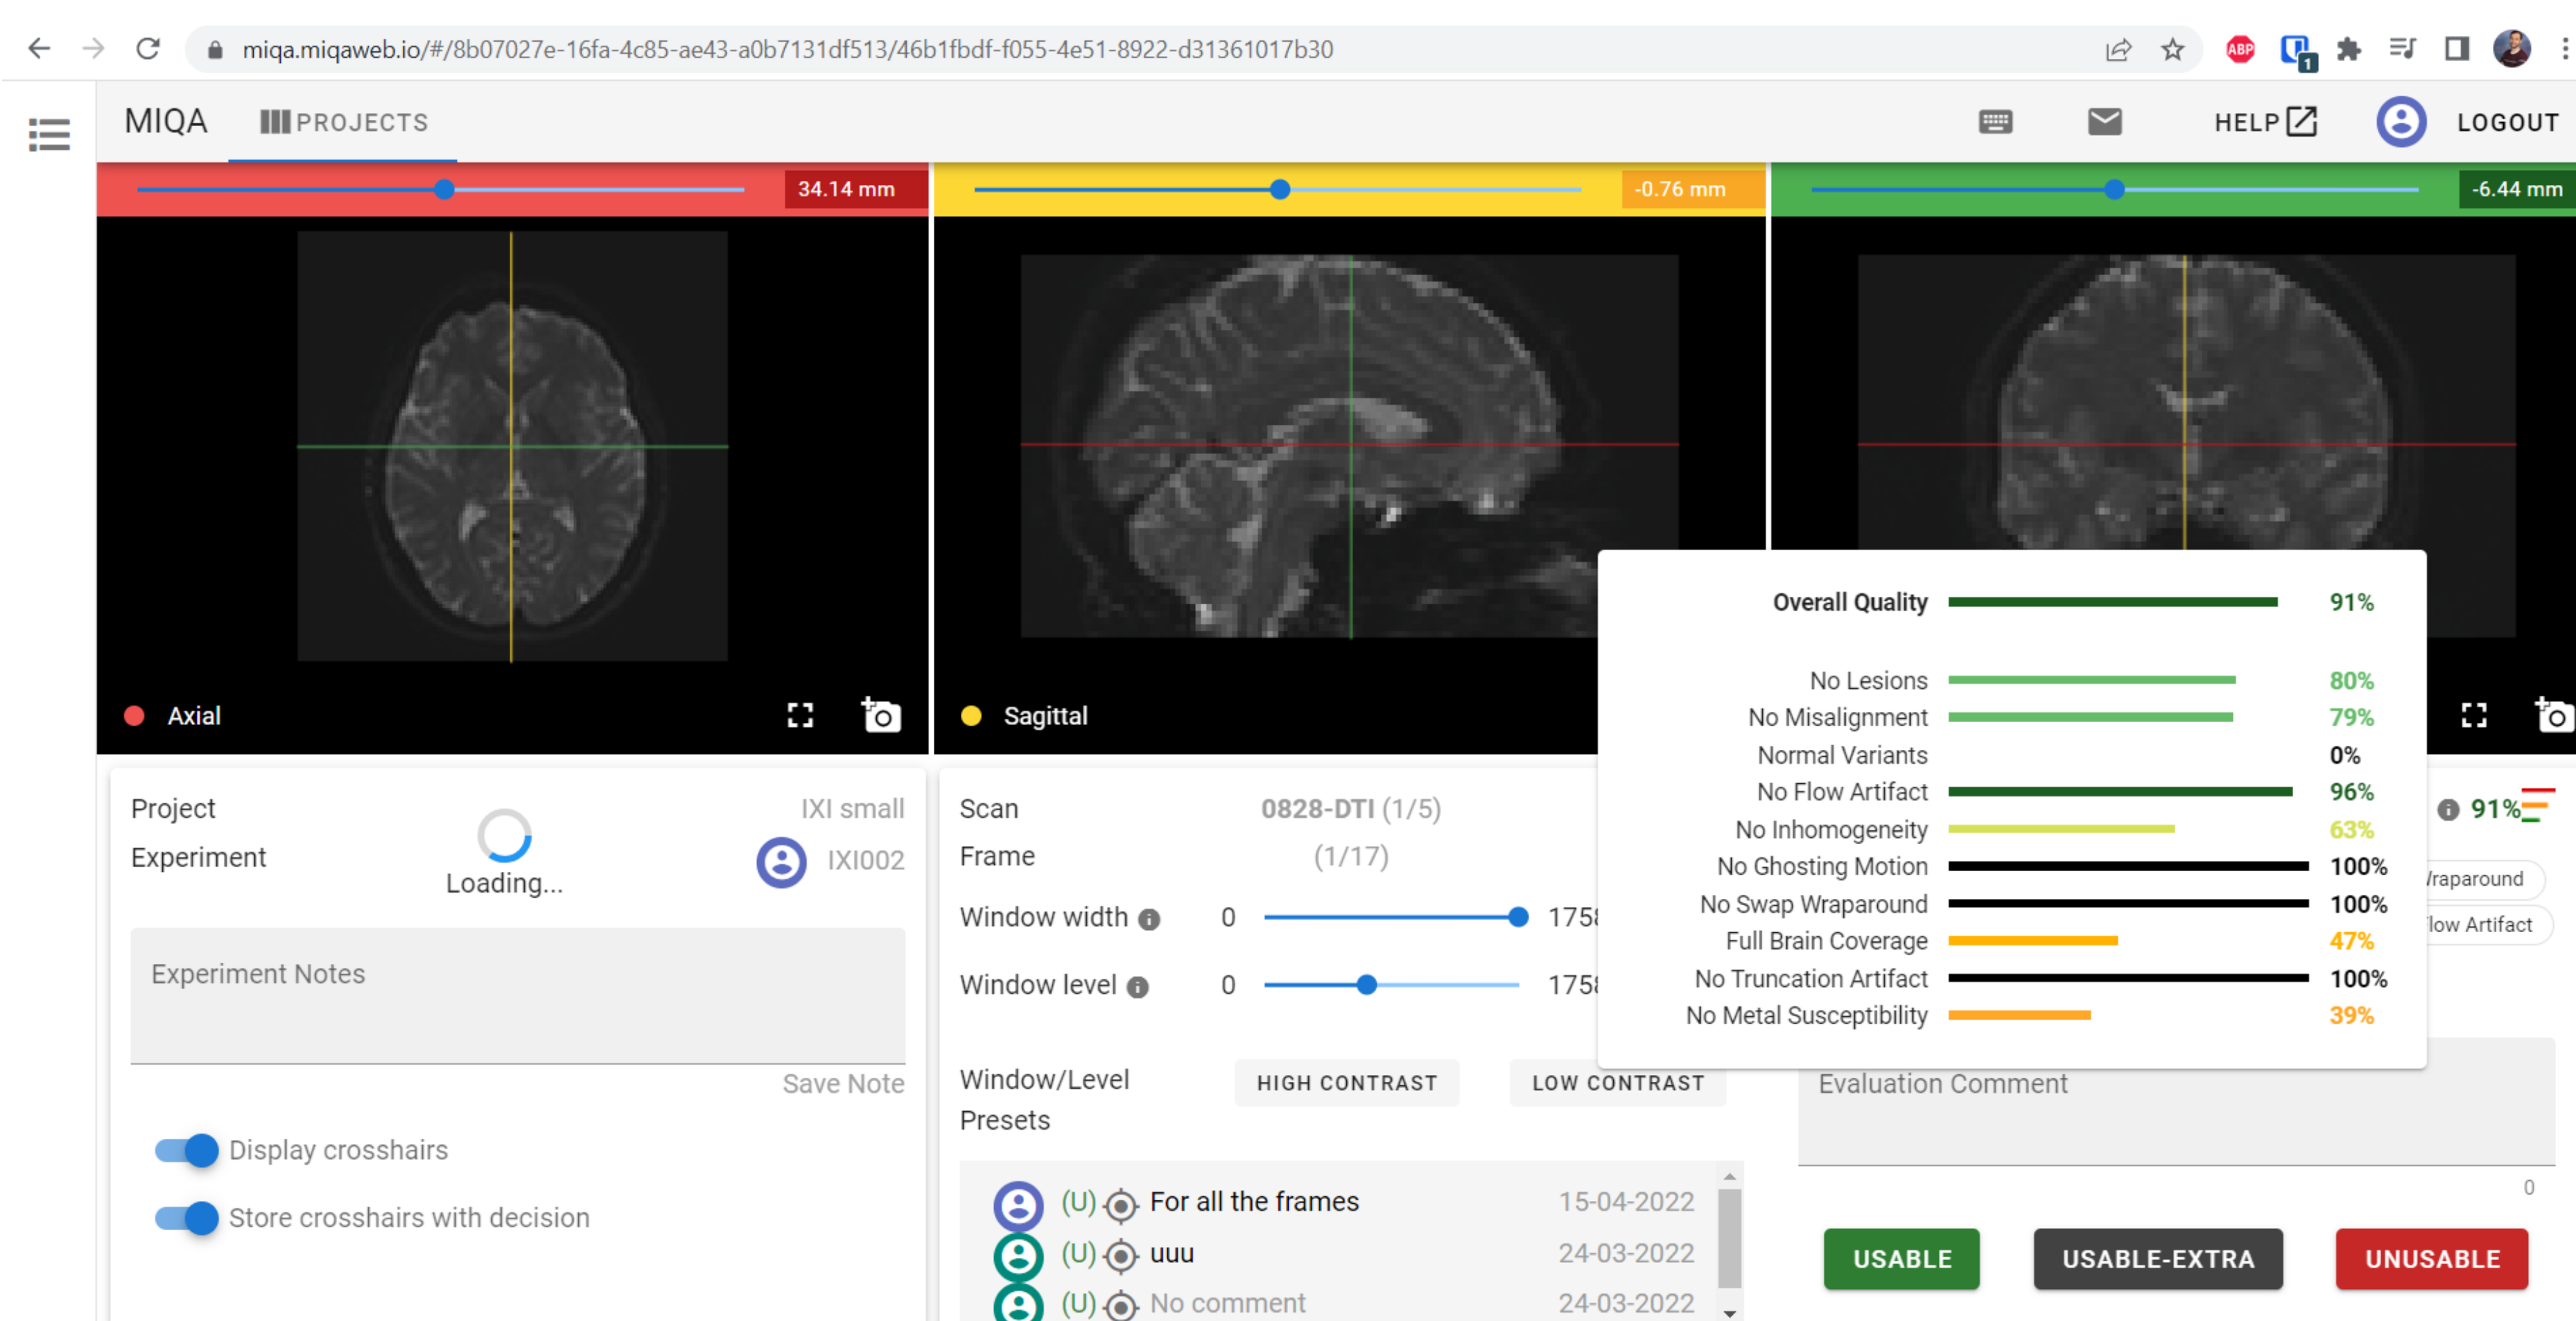 miqa.miqaweb.io/#/8b07027e-16fa-4c85-ae43-a0b7131df513/46b1fbdf-f055-4e51-8922-d31361017b30
ABP
1
MIQA
PROJECTS
HELP
LOGOUT
34.14 mm
-0.76 mm
-6.44 mm
Axial
Sagittal
Overall Quality 91%
No Lesions 80%
No Misalignment 79%
Normal Variants 0%
No Flow Artifact 96%
No Inhomogeneity 63%
No Ghosting Motion 100%
No Swap Wraparound 100%
Full Brain Coverage 47%
No Truncation Artifact 100%
No Metal Susceptibility 39%
Project IXI small
Experiment IXI002
Loading...
Experiment Notes
Save Note
Display crosshairs
Store crosshairs with decision
Scan 0828-DTI (1/5)
Frame (1/17)
Window width 0 1758
Window level 0 1758
Window/Level
Presets
HIGH CONTRAST
LOW CONTRAST
(U) For all the frames 15-04-2022
(U) uuu 24-03-2022
(U) No comment 24-03-2022
91%
raparound
low Artifact
Evaluation Comment
0
USABLE
USABLE-EXTRA
UNUSABLE